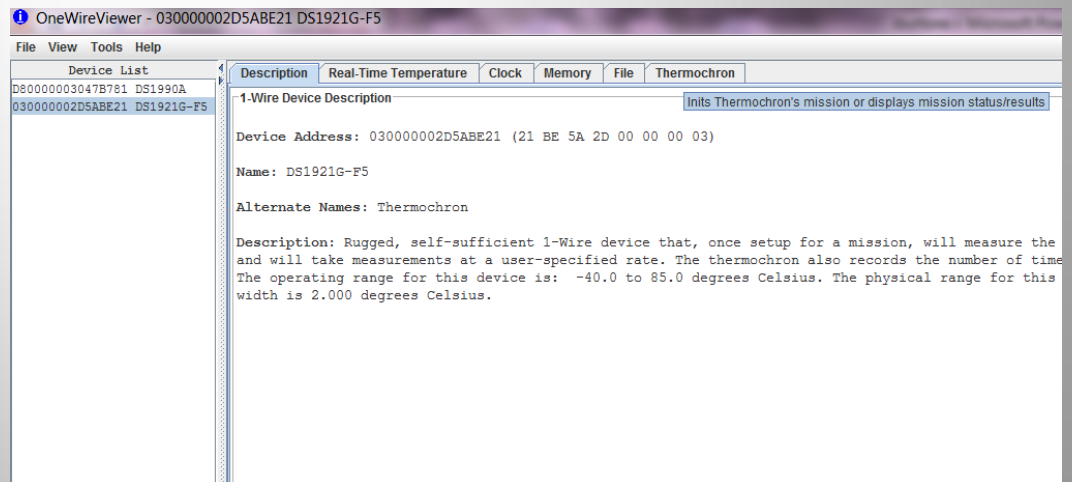 OneWireViewer - 030000002D5ABE21 DS1921G-F5
File View Tools Help
Device List
D80000003047B781 DS1990A
030000002D5ABE21 DS1921G-F5
Description Real-Time Temperature Clock Memory File Thermochron
1-Wire Device Description
Inits Thermochron's mission or displays mission status/results
Device Address: 030000002D5ABE21 (21 BE 5A 2D 00 00 00 03)
Name: DS1921G-F5
Alternate Names: Thermochron
Description: Rugged, self-sufficient 1-Wire device that, once setup for a mission, will measure the
and will take measurements at a user-specified rate. The thermochron also records the number of time
The operating range for this device is: -40.0 to 85.0 degrees Celsius. The physical range for this
width is 2.000 degrees Celsius.